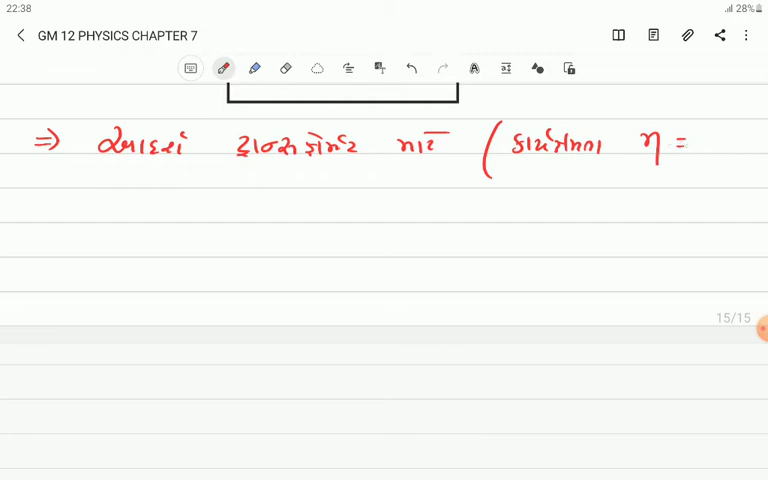 22:38 28%
GM 12 PHYSICS CHAPTER 7
⇒ આદર્શ ટ્રાન્સફોર્મર માટે (કાર્યક્ષમતા η =
15/15